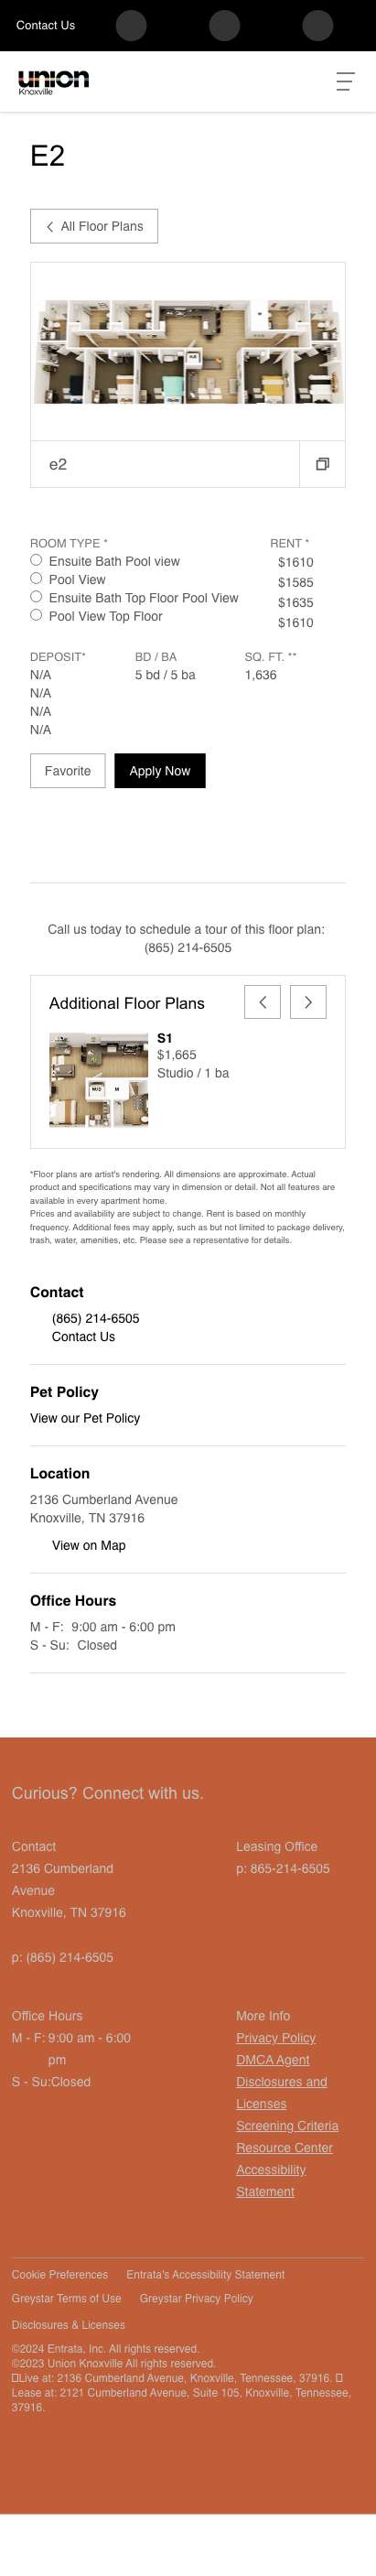 Contact Us
union
Knoxville
E2
All Floor Plans
e2
ROOM TYPE * RENT *
Ensuite Bath Pool view $1610
Pool View $1585
Ensuite Bath Top Floor Pool View $1635
Pool View Top Floor $1610
DEPOSIT* BD / BA SQ. FT. **
N/A 5 bd / 5 ba 1,636
N/A
N/A
N/A
Favorite Apply Now
Call us today to schedule a tour of this floor plan:
(865) 214-6505
Additional Floor Plans
S1
$1,665
Studio / 1 ba
*Floor plans are artist's rendering. All dimensions are approximate. Actual
product and specifications may vary in dimension or detail. Not all features are
available in every apartment home.
Prices and availability are subject to change. Rent is based on monthly
frequency. Additional fees may apply, such as but not limited to package delivery,
trash, water, amenities, etc. Please see a representative for details.
Contact
(865) 214-6505
Contact Us
Pet Policy
View our Pet Policy
Location
2136 Cumberland Avenue
Knoxville, TN 37916
View on Map
Office Hours
M - F: 9:00 am - 6:00 pm
S - Su: Closed
Curious? Connect with us.
Contact
2136 Cumberland
Avenue
Knoxville, TN 37916
p: (865) 214-6505
Leasing Office
p: 865-214-6505
Office Hours
M - F: 9:00 am - 6:00
pm
S - Su:Closed
More Info
Privacy Policy
DMCA Agent
Disclosures and
Licenses
Screening Criteria
Resource Center
Accessibility
Statement
Cookie Preferences Entrata's Accessibility Statement
Greystar Terms of Use Greystar Privacy Policy
Disclosures & Licenses
©2024 Entrata, Inc. All rights reserved.
©2023 Union Knoxville All rights reserved.
Live at: 2136 Cumberland Avenue, Knoxville, Tennessee, 37916.
Lease at: 2121 Cumberland Avenue, Suite 105, Knoxville, Tennessee,
37916.